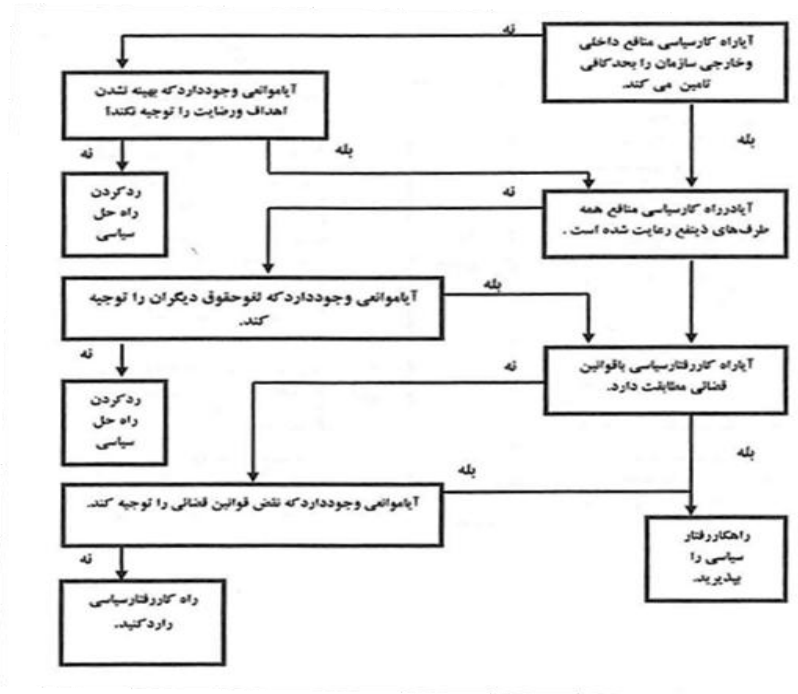 آیاراه کارسیاسی منافع داخلی
وخارجی سازمان را بحدکافی
تامین می کند.
نه
آیاموانعی وجودداردکه بهینه نشدن
اهداف ورضایت را توجیه نکند؟
بله
نه
بله
ردکردن
راه حل
سیاسی
آیادرراه کارسیاسی منافع همه
طرف‌های ذینفع رعایت شده است .
نه
آیاموانعی وجودداردکه لغوحقوق دیگران را توجیه
کند.
بله
نه
ردکردن
راه حل
سیاسی
آیاراه کاررفتارسیاسی باقوانین
قضائی مطابقت دارد.
نه
بله
آیاموانعی وجودداردکه نقض قوانین قضائی را توجیه کند.
بله
نه
راهکاررفتار
سیاسی را
بپذیرید.
راه کاررفتارسیاسی
راردکنید.